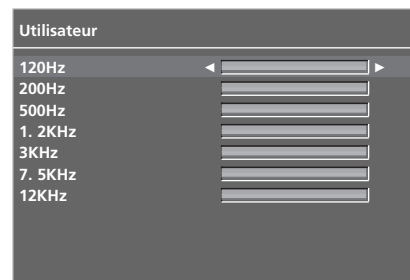 Utilisateur
120Hz
200Hz
500Hz
1. 2KHz
3KHz
7. 5KHz
12KHz